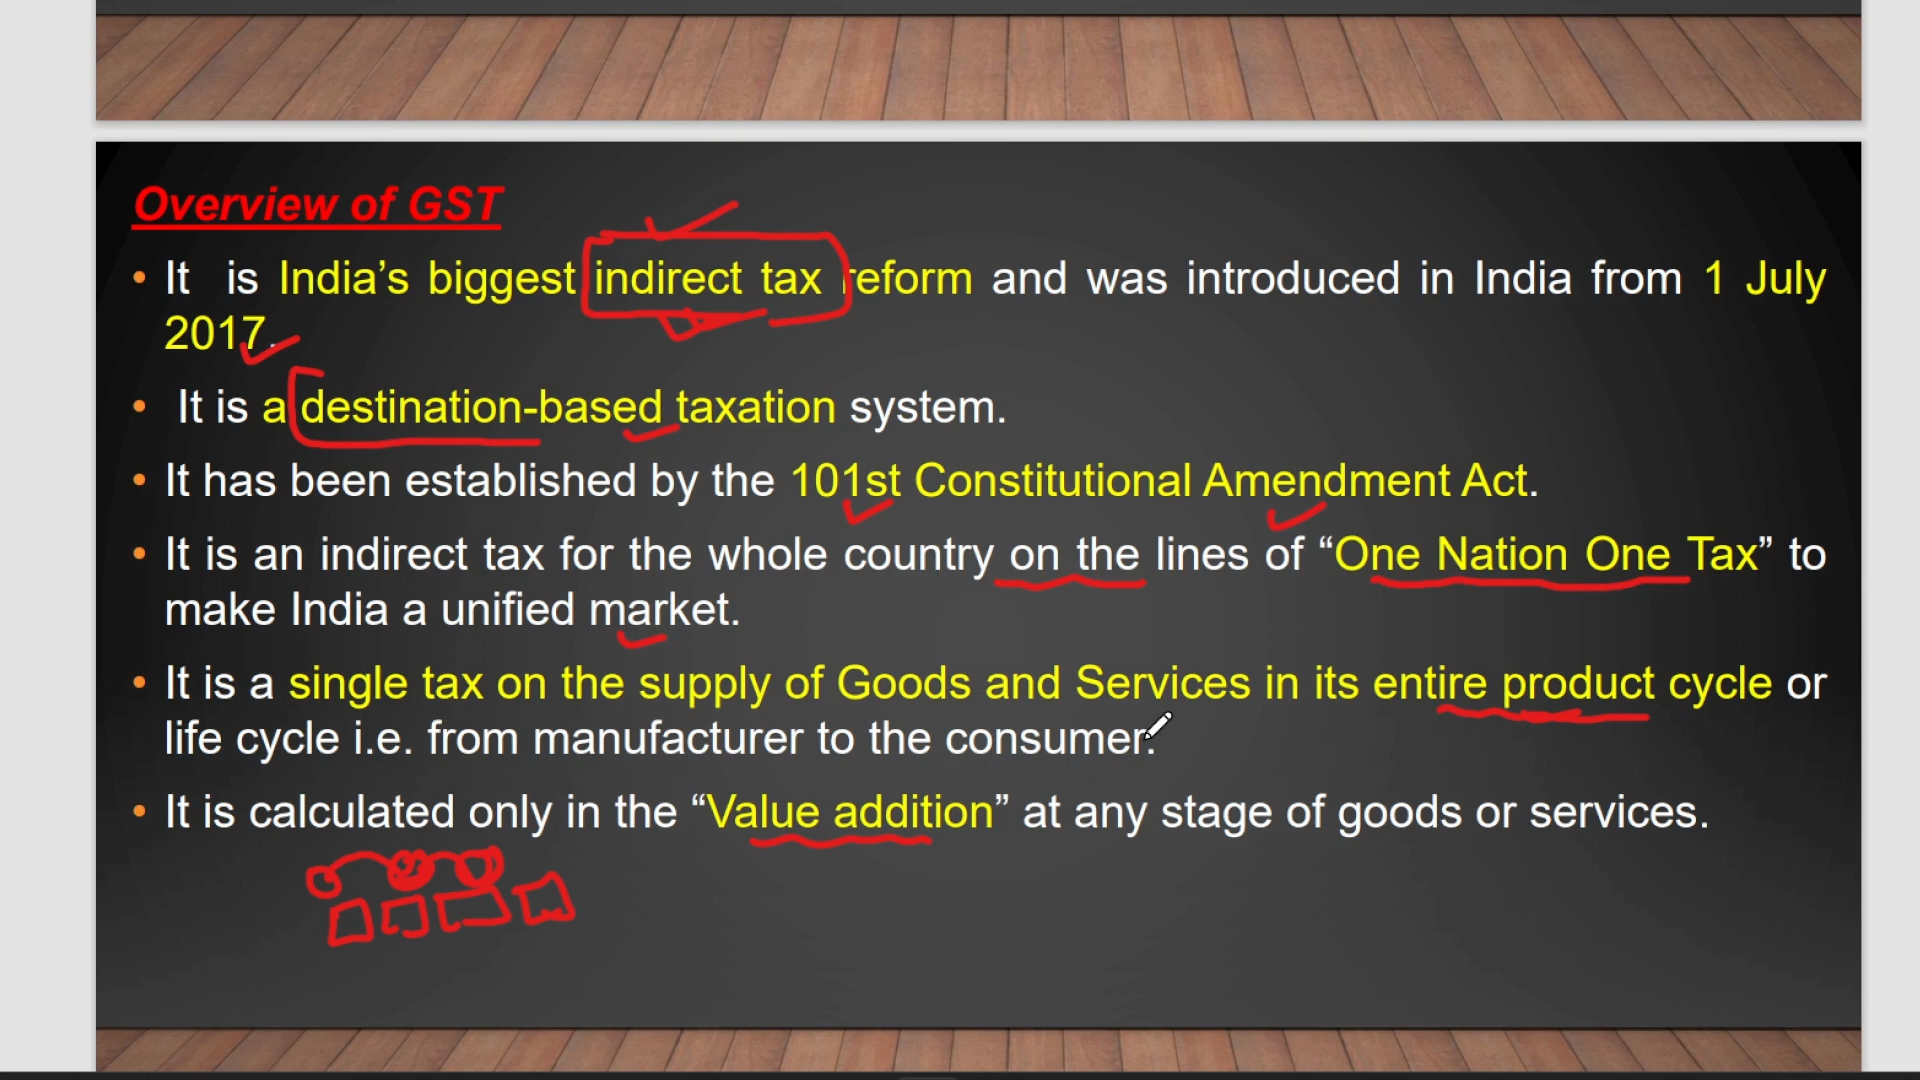 Overview of GST
• It is India’s biggest indirect tax reform and was introduced in India from 1 July
2017.
• It is a destination-based taxation system.
• It has been established by the 101st Constitutional Amendment Act.
• It is an indirect tax for the whole country on the lines of “One Nation One Tax” to
make India a unified market.
• It is a single tax on the supply of Goods and Services in its entire product cycle or
life cycle i.e. from manufacturer to the consumer.
• It is calculated only in the “Value addition” at any stage of goods or services.